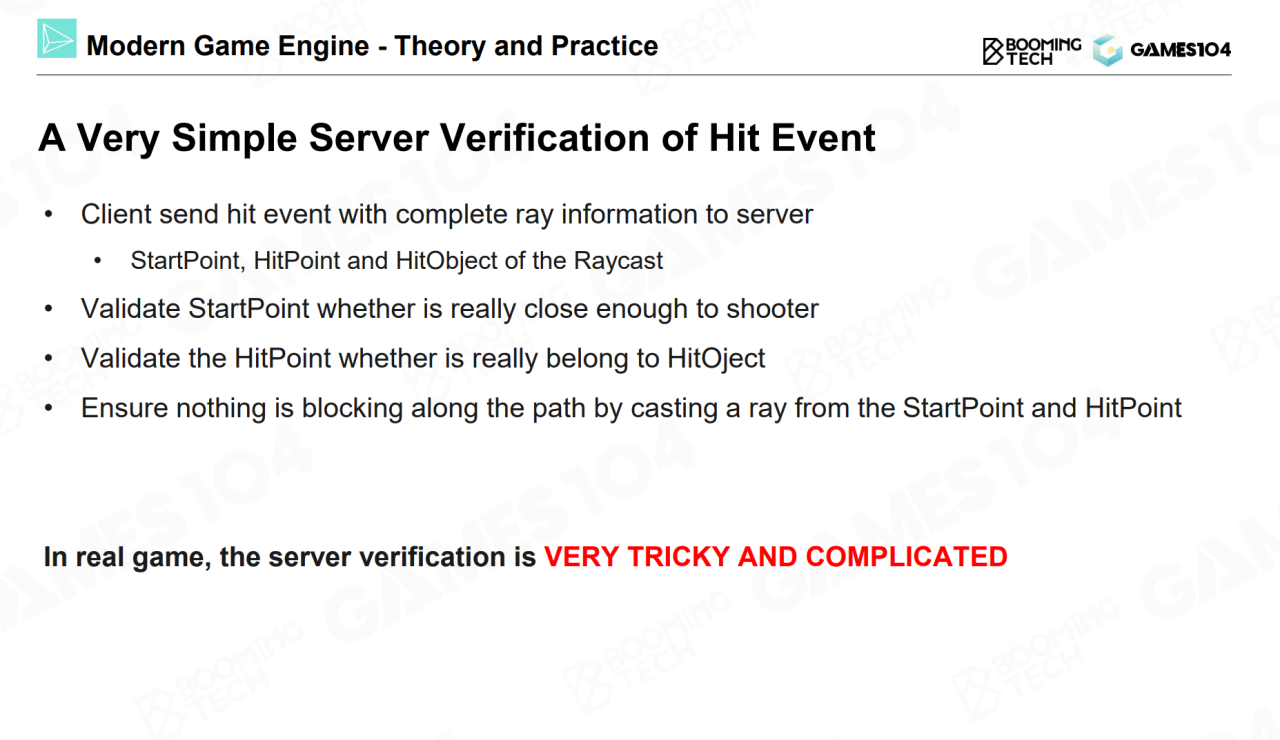 Modern Game Engine - Theory and Practice
BOOMING
TECH
GAMES104
A Very Simple Server Verification of Hit Event
• Client send hit event with complete ray information to server
• StartPoint, HitPoint and HitObject of the Raycast
• Validate StartPoint whether is really close enough to shooter
• Validate the HitPoint whether is really belong to HitOject
• Ensure nothing is blocking along the path by casting a ray from the StartPoint and HitPoint
In real game, the server verification is VERY TRICKY AND COMPLICATED